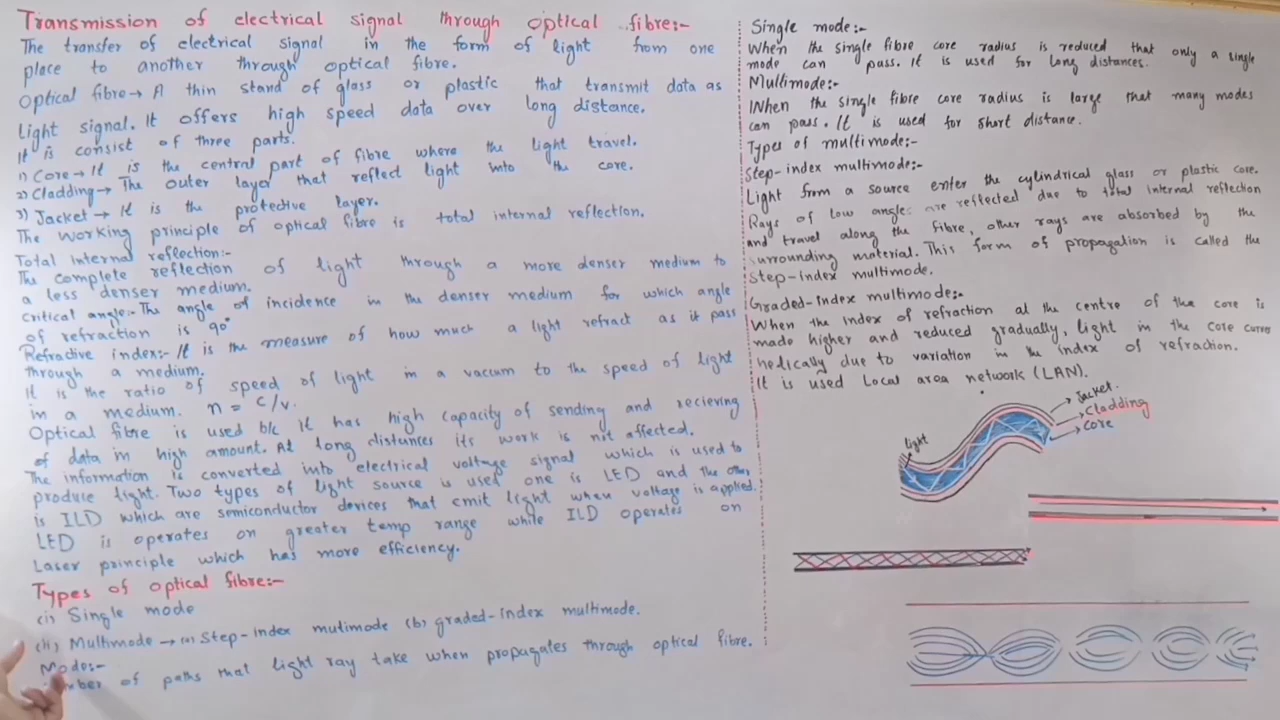 Transmission of electrical signal through optical fibre:-
The transfer of electrical signal in the form of light from one
place to another through optical fibre.
Optical fibre→ A thin stand of glass or plastic that transmit data as
Light signal. It offers high speed data over long distance.
It is consist of three parts.
1) Core→ It is the central part of fibre where the light travel.
2) Cladding→ The outer layer that reflect light into the core.
3) Jacket→ It is the protective layer.
The working principle of optical fibre is total internal reflection.
Total Internal reflection:-
The complete reflection of light through a more denser medium to
a less denser medium.
Critical angle:- The angle of incidence in the denser medium for which angle
of refraction is 90°
Refractive index:- It is the measure of how much a light refract as it pass
through a medium.
It is the ratio of speed of light in a vacuum to the speed of light
in a medium. n = c/v.
Optical fibre is used b/c it has high capacity of sending and recieving
of data in high amount. At long distances its work is not affected.
The information is converted into electrical voltage signal which is used to
produce light. Two types of light source is used one is LED and the other
is ILD which are semiconductor devices that emit light when voltage is applied.
LED is operates on greater temp range while ILD operates on
Laser principle which has more efficiency.
Types of optical fibre:-
(i) Single mode
(ii) Multimode → (a) Step-index mutimode (b) graded-index multimode.
Modes:-
of paths that light ray take when propagates through optical fibre.
Single mode:-
When the single fibre core radius is reduced that only a single
mode can pass. It is used for long distances.
Multimode:-
When the single fibre core radius is large that many modes
can pass. It is used for short distance.
Types of multimode:-
Step-index multimode:-
Light from a source enter the cylindrical glass or plastic core.
Rays of low angle are reflected due to total internal reflection
and travel along the fibre, other rays are absorbed by the
surrounding material. This form of propagation is called the
Step-index multimode.
Graded-index multimode:-
When the index of refraction at the centre of the core is
made higher and reduced gradually, light in the core curves
helically due to variation in the index of refraction.
It is used Local area network (LAN).
Jacket.
Cladding
core
light